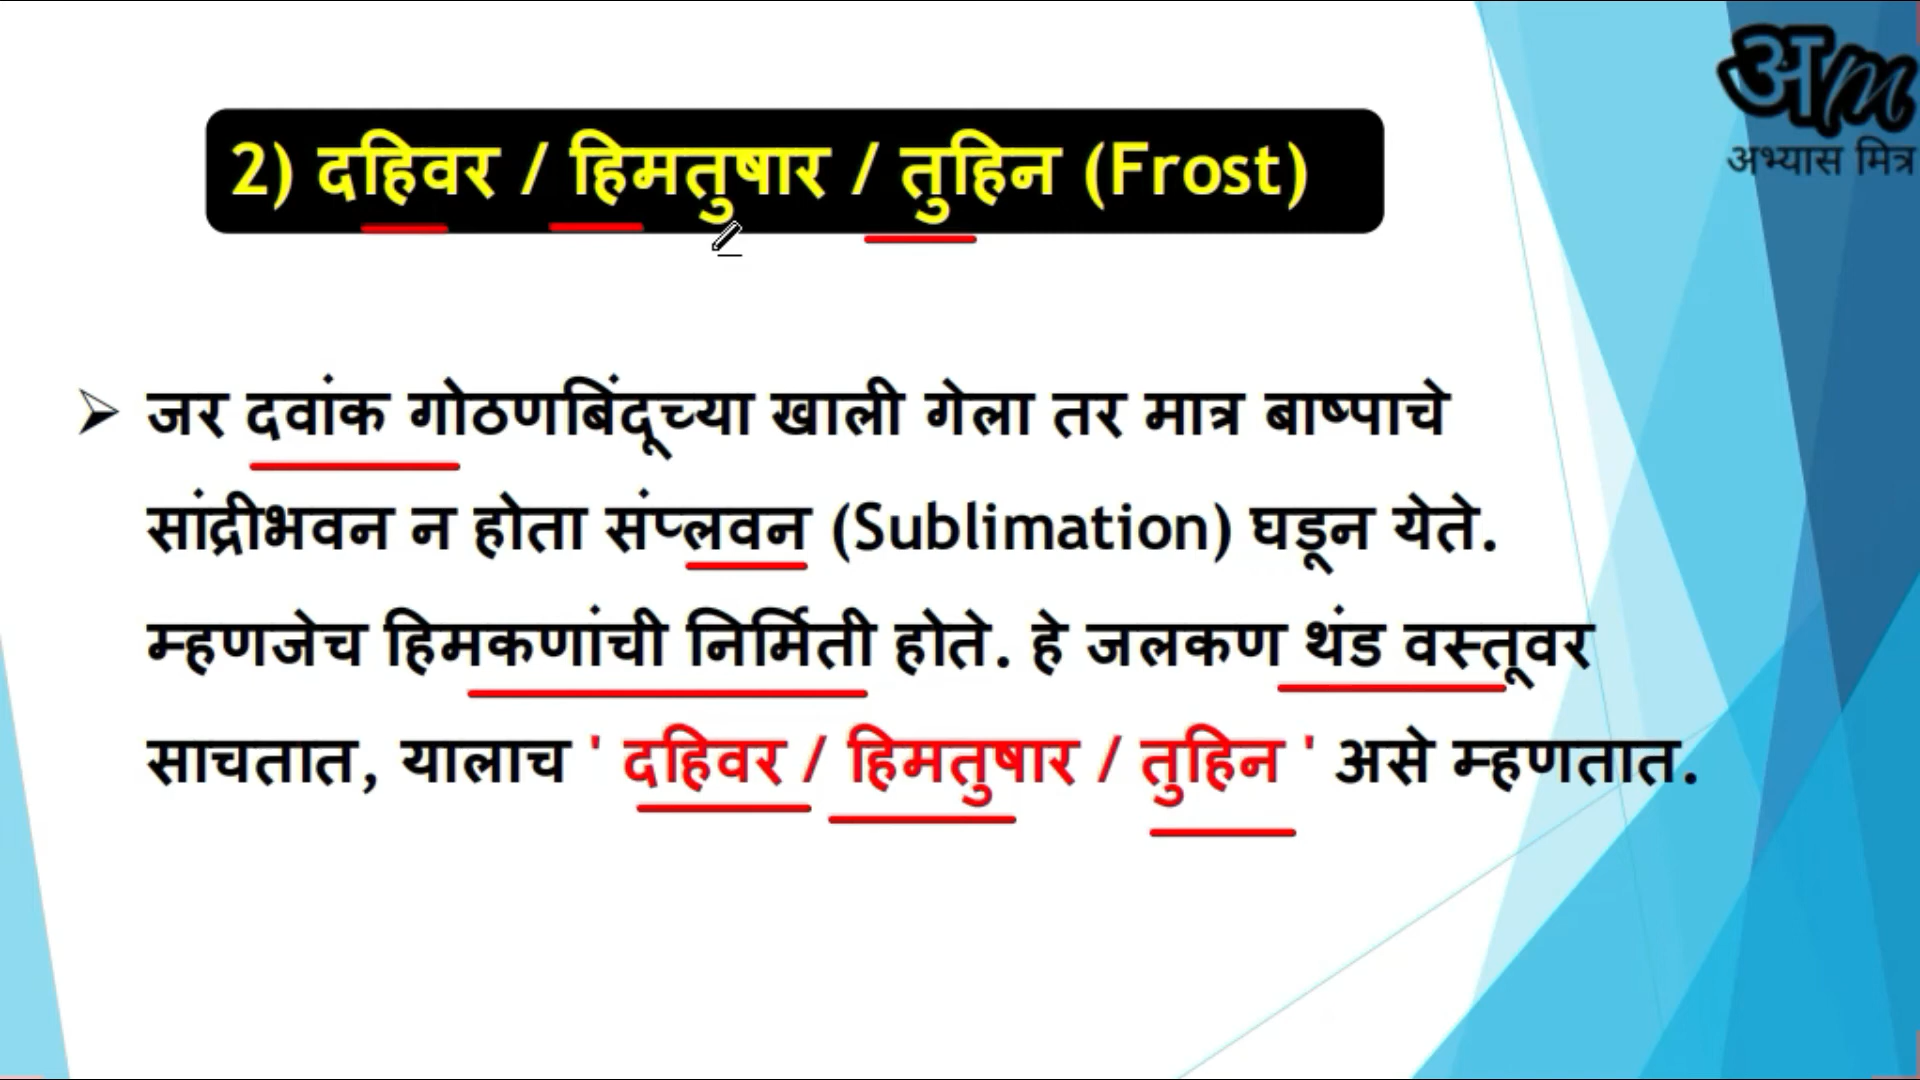 अm
अभ्यास मित्र
2) दहिवर / हिमतुषार / तुहिन (Frost)
जर दवांक गोठणबिंदूच्या खाली गेला तर मात्र बाष्पाचे
सांद्रीभवन न होता संप्लवन (Sublimation) घडून येते.
म्हणजेच हिमकणांची निर्मिती होते. हे जलकण थंड वस्तूवर
साचतात, यालाच ' दहिवर / हिमतुषार / तुहिन ' असे म्हणतात.